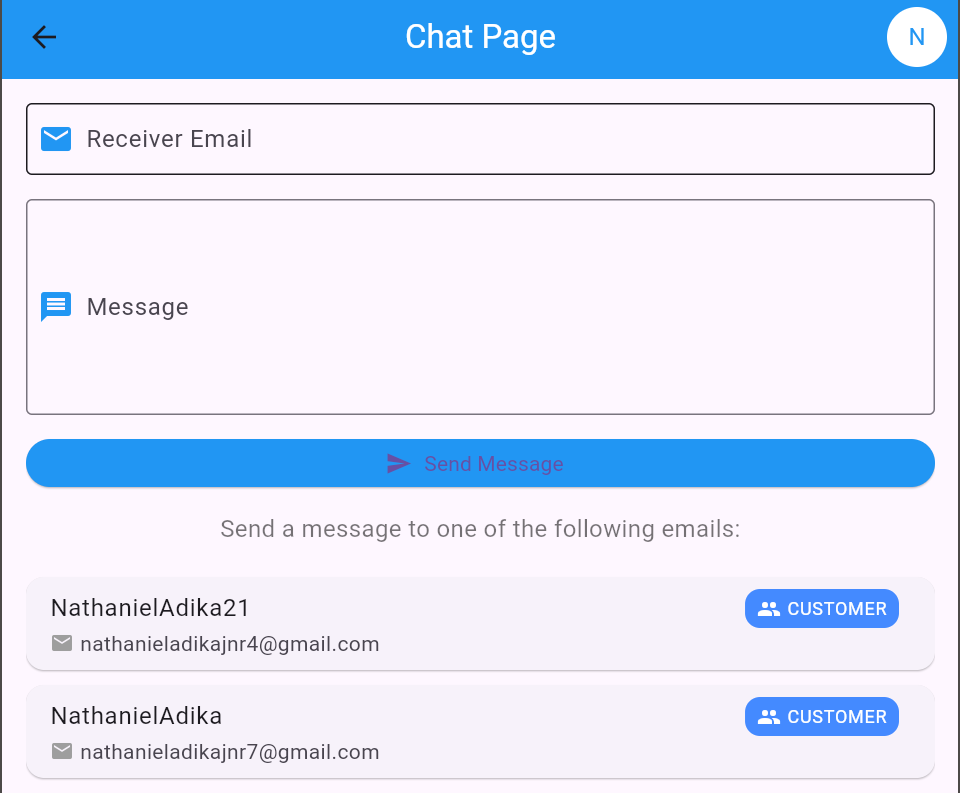 Chat Page
N
Receiver Email
Message
Send Message
Send a message to one of the following emails:
NathanielAdika21
CUSTOMER
nathanieladikajnr4@gmail.com
NathanielAdika
CUSTOMER
nathanieladikajnr7@gmail.com